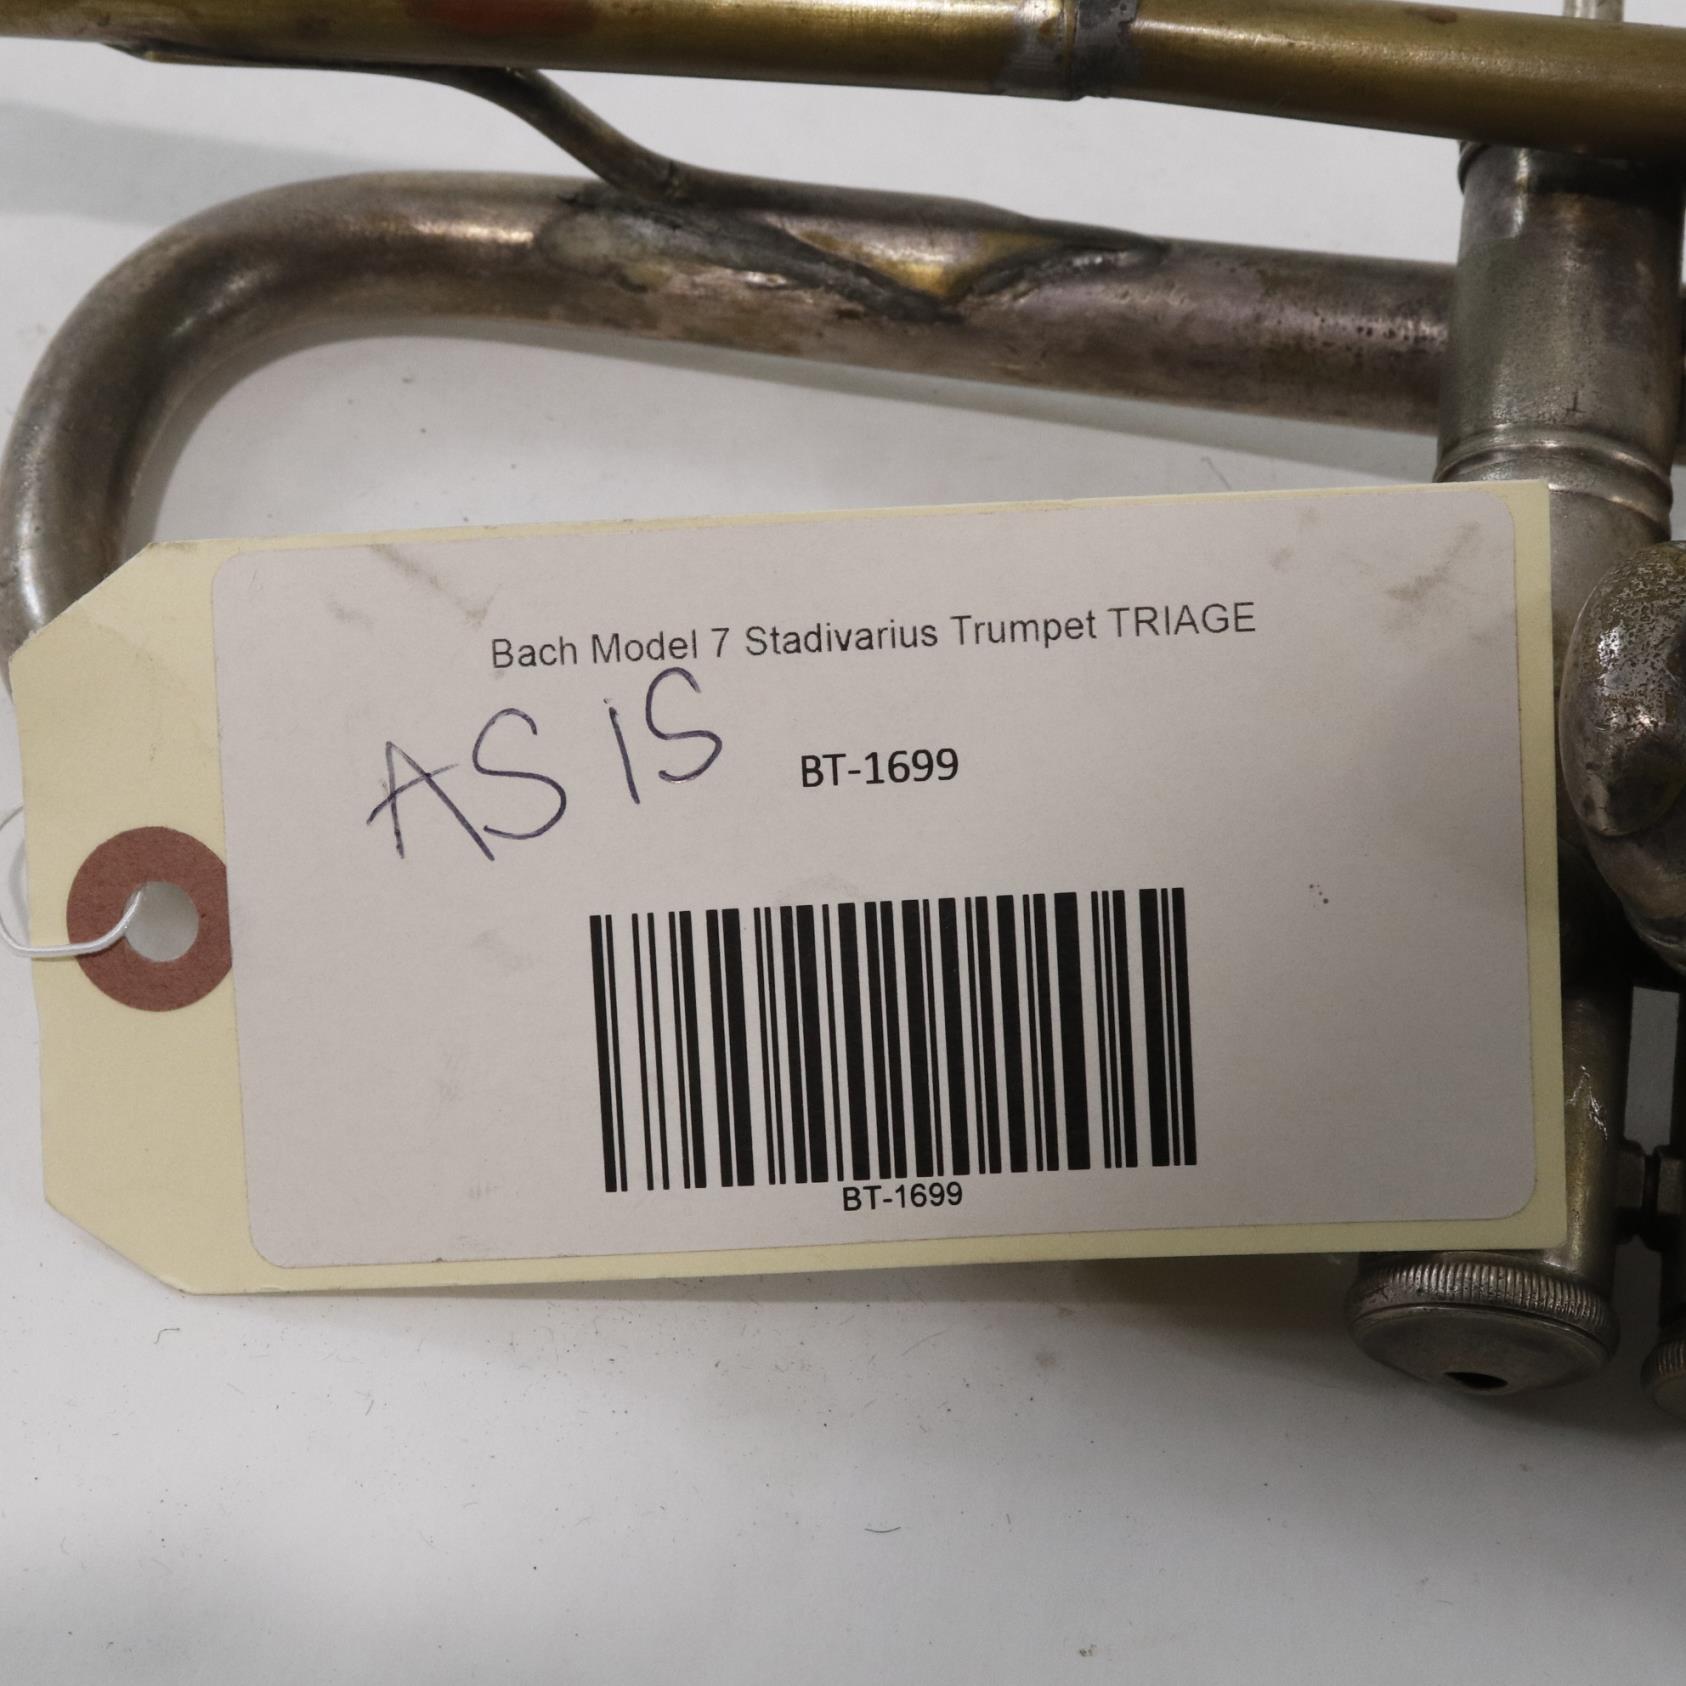 Bach Model 7 Stadivarius Trumpet TRIAGE
AS IS
BT-1699
BT-1699